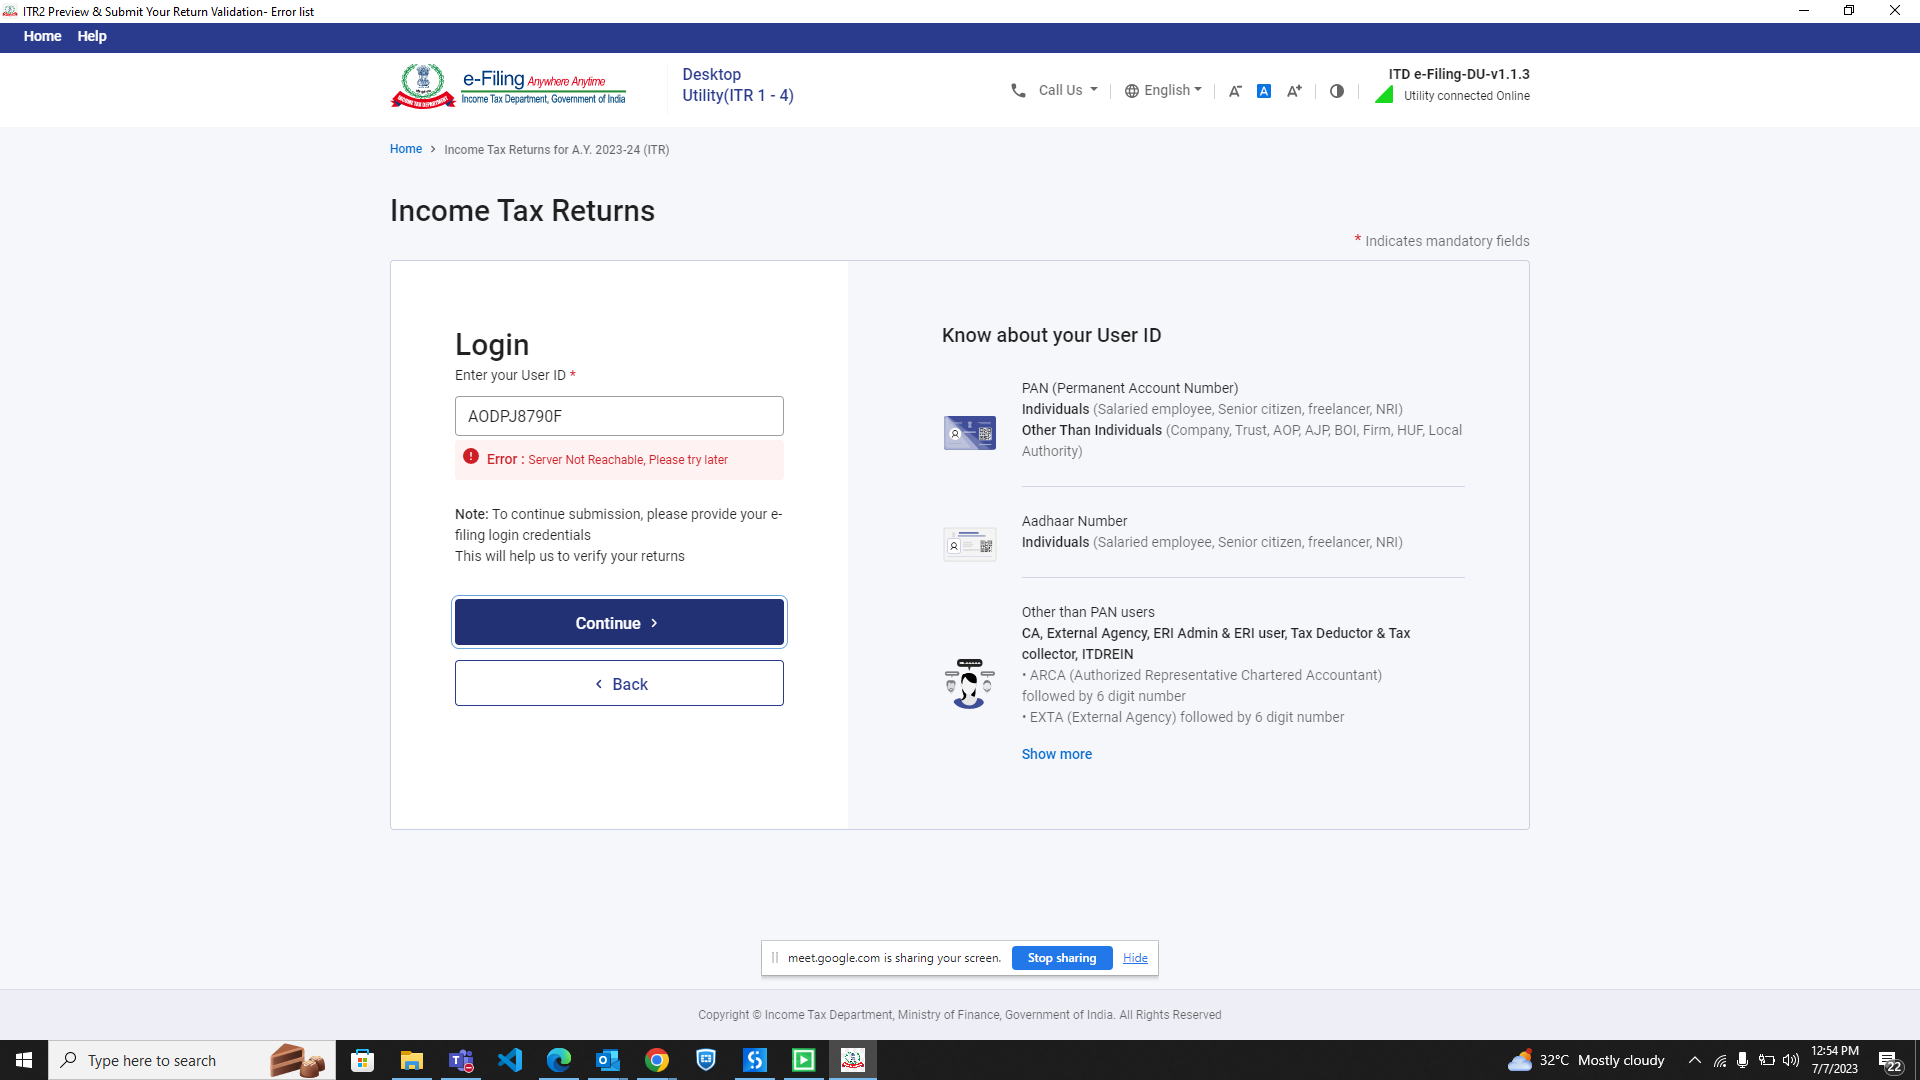 ITR2 Preview & Submit Your Return Validation- Error list
Home Help
e-Filing Anywhere Anytime
Income Tax Department, Government of India
Desktop
Utility(ITR 1 - 4)
Call Us
English
A-
A
A+
ITD e-Filing-DU-v1.1.3
Utility connected Online
Home > Income Tax Returns for A.Y. 2023-24 (ITR)
Income Tax Returns
* Indicates mandatory fields
Login
Enter your User ID *
AODPJ8790F
Error : Server Not Reachable, Please try later
Note: To continue submission, please provide your e-
filing login credentials
This will help us to verify your returns
Continue >
< Back
Know about your User ID
PAN (Permanent Account Number)
Individuals (Salaried employee, Senior citizen, freelancer, NRI)
Other Than Individuals (Company, Trust, AOP, AJP, BOI, Firm, HUF, Local
Authority)
Aadhaar Number
Individuals (Salaried employee, Senior citizen, freelancer, NRI)
Other than PAN users
CA, External Agency, ERI Admin & ERI user, Tax Deductor & Tax
collector, ITDREIN
• ARCA (Authorized Representative Chartered Accountant)
followed by 6 digit number
• EXTA (External Agency) followed by 6 digit number
Show more
meet.google.com is sharing your screen. Stop sharing Hide
Copyright © Income Tax Department, Ministry of Finance, Government of India. All Rights Reserved
Type here to search
32°C Mostly cloudy
12:54 PM
7/7/2023
22